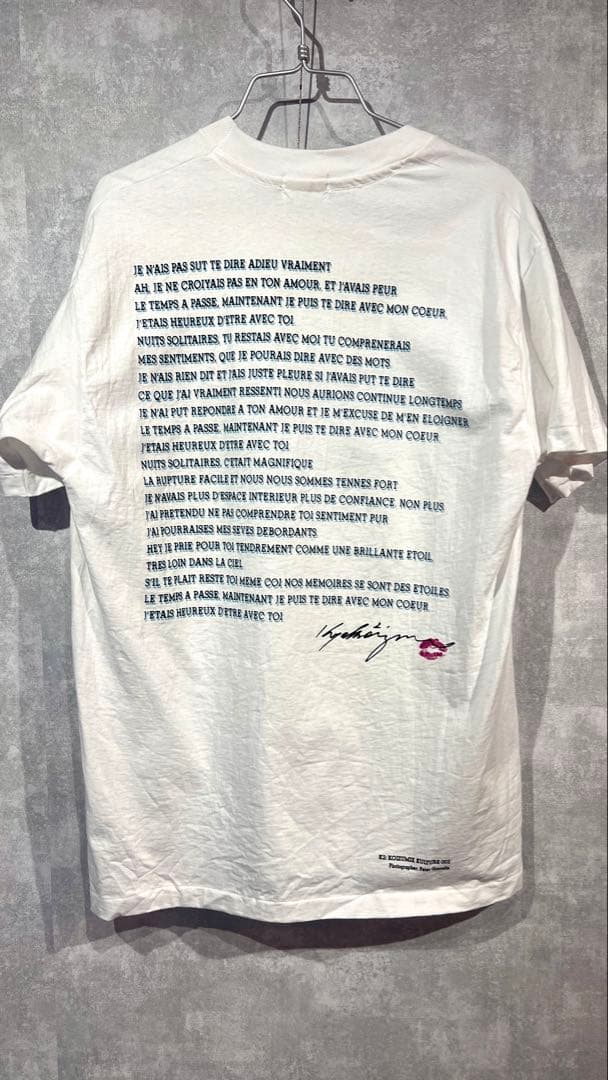 JE N'AIS PAS SUT TE DIRE ADIEU VRAIMENT
AH, JE NE CROIYAIS PAS EN TON AMOUR, ET J'AVAIS PEUR
LE TEMPS A PASSE, MAINTENANT JE PUIS TE DIRE AVEC MON COEUR
J'ETAIS HEUREUX D'ETRE AVEC TOI
NUITS SOLITAIRES, TU RESTAIS AVEC MOI TU COMPRENERAIS
MES SENTIMENTS, QUE JE POURAIS DIRE AVEC DES MOTS
JE N'AIS RIEN DIT ET J'AIS JUSTE PLEURE SI J'AVAIS PUT TE DIRE
CE QUE J'AI VRAIMENT RESSENTI NOUS AURIONS CONTINUE LONGTEMPS
JE N'AI PUT REPONDRE A TON AMOUR ET JE M'EXCUSE DE M'EN ELOIGNER
LE TEMPS A PASSE, MAINTENANT JE PUIS TE DIRE AVEC MON COEUR
J'ETAIS HEUREUX D'ETRE AVEC TOI
NUITS SOLITAIRES, C'ETAIT MAGNIFIQUE
LA RUPTURE FACILE ET NOUS NOUS SOMMES TENNES FORT
JE N'AVAIS PLUS D'ESPACE INTERIEUR PLUS DE CONFIANCE NON PLUS
J'AI PRETENDU NE PAS COMPRENDRE TOI SENTIMENT PUR
J'AI POURRAISES MES SEVES DEBORDANTS
HEY JE PRIE POUR TOI TENDREMENT COMME UNE BRILLANTE ETOIL
TRES LOIN DANS LA CIEL
S'IL TE PLAIT RESTE TOI MEME COI NOS MEMOIRES SE SONT DES ETOILES
LE TEMPS A PASSE, MAINTENANT JE PUIS TE DIRE AVEC MON COEUR
J'ETAIS HEUREUX D'ETRE AVEC TOI
KOIZUMIX KULTURE
Photographer: Peter